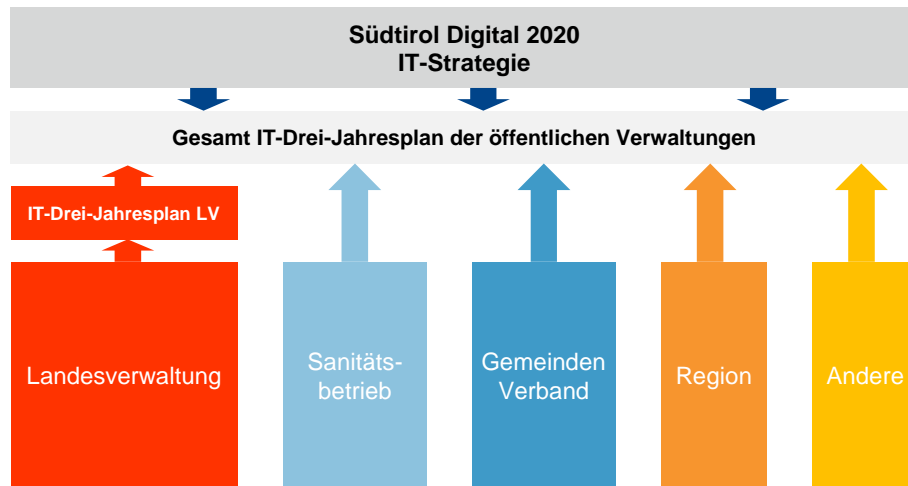 Südtirol Digital 2020
IT-Strategie
Gesamt IT-Drei-Jahresplan der öffentlichen Verwaltungen
IT-Drei-Jahresplan LV
Landesverwaltung
Sanitäts-
betrieb
Gemeinden
Verband
Region
Andere